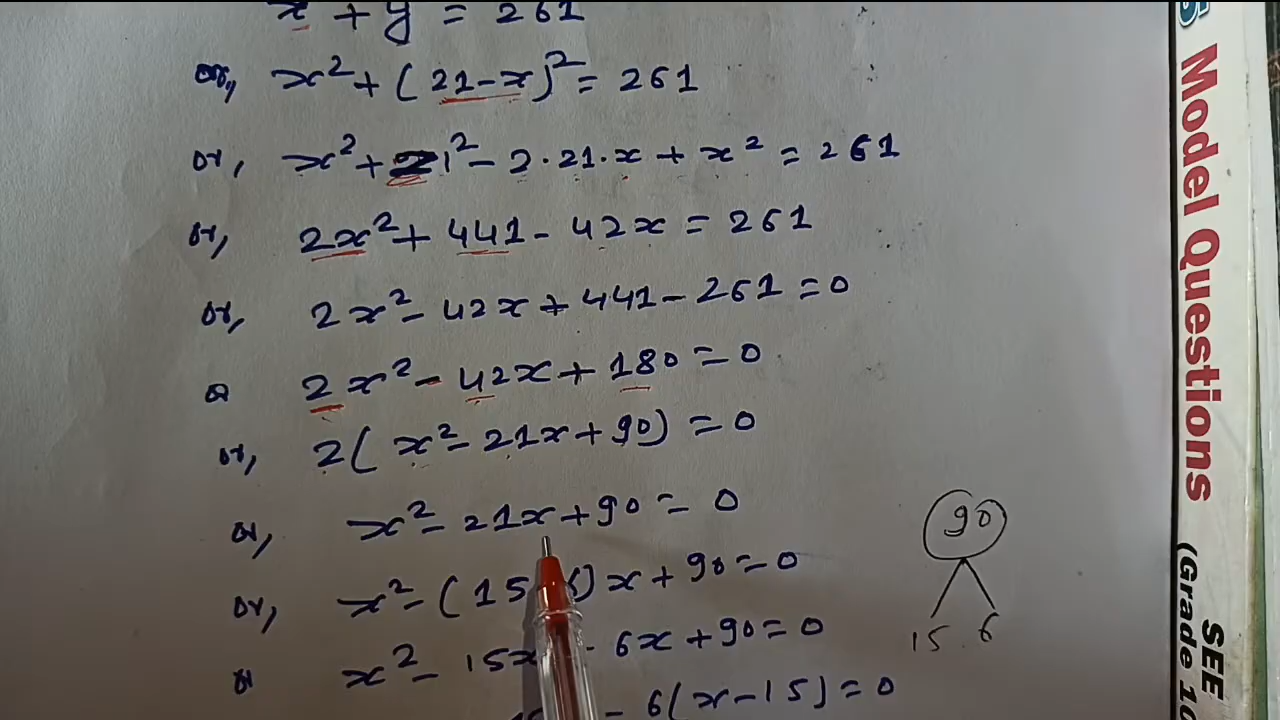 x + y = 261
or, x² + (21-x)² = 261
or, x² + 21² - 2·21·x + x² = 261
or, 2x² + 441 - 42x = 261
or, 2x² - 42x + 441 - 261 = 0
or 2x² - 42x + 180 = 0
or, 2(x² - 21x + 90) = 0
or, x² - 21x + 90 = 0
or, x² - (15 6)x + 90 = 0
or x² - 15x - 6x + 90 = 0
- 6(x-15) = 0
90
15 6
Model Questions
SEE
(Grade 10